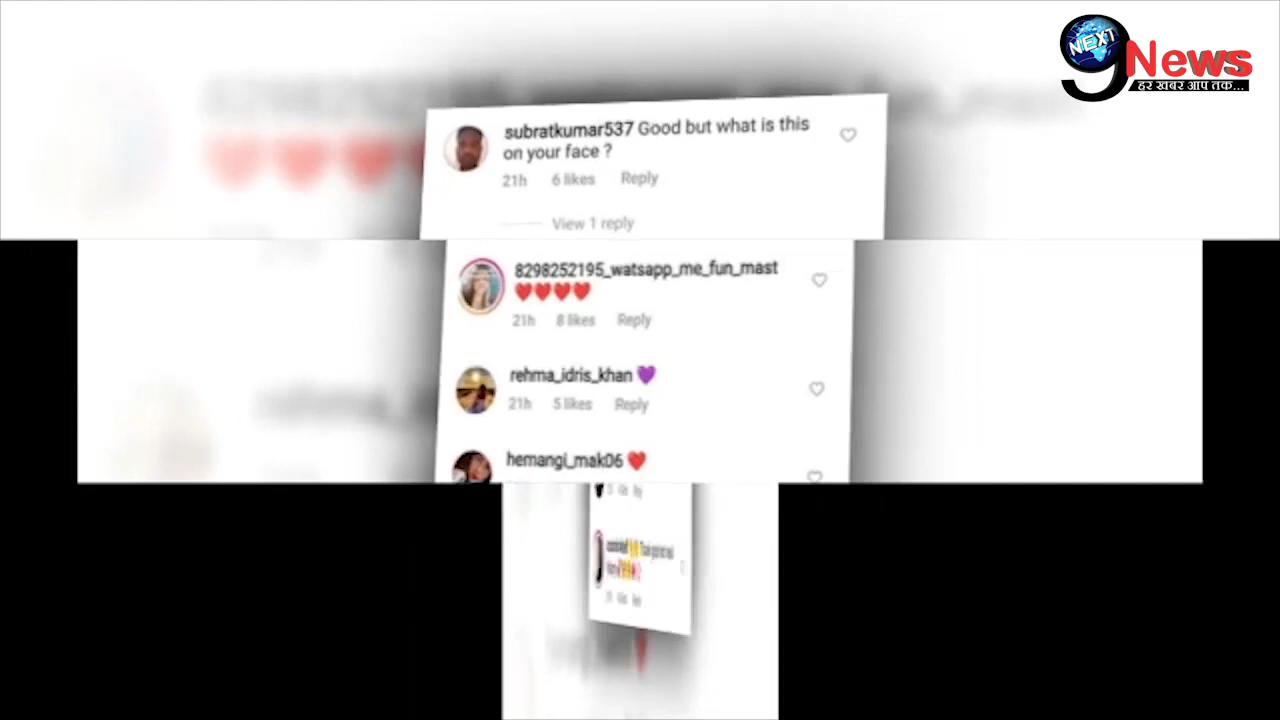 NEXT
9 News
हर खबर आप तक...
subratkumar537 Good but what is this
on your face ?
21h 6 likes Reply
View 1 reply
8298252195_watsapp_me_fun_mast
❤️❤️❤️❤️
21h 8 likes Reply
rehma_idris_khan 💜
21h 5 likes Reply
hemangi_mak06 ❤️